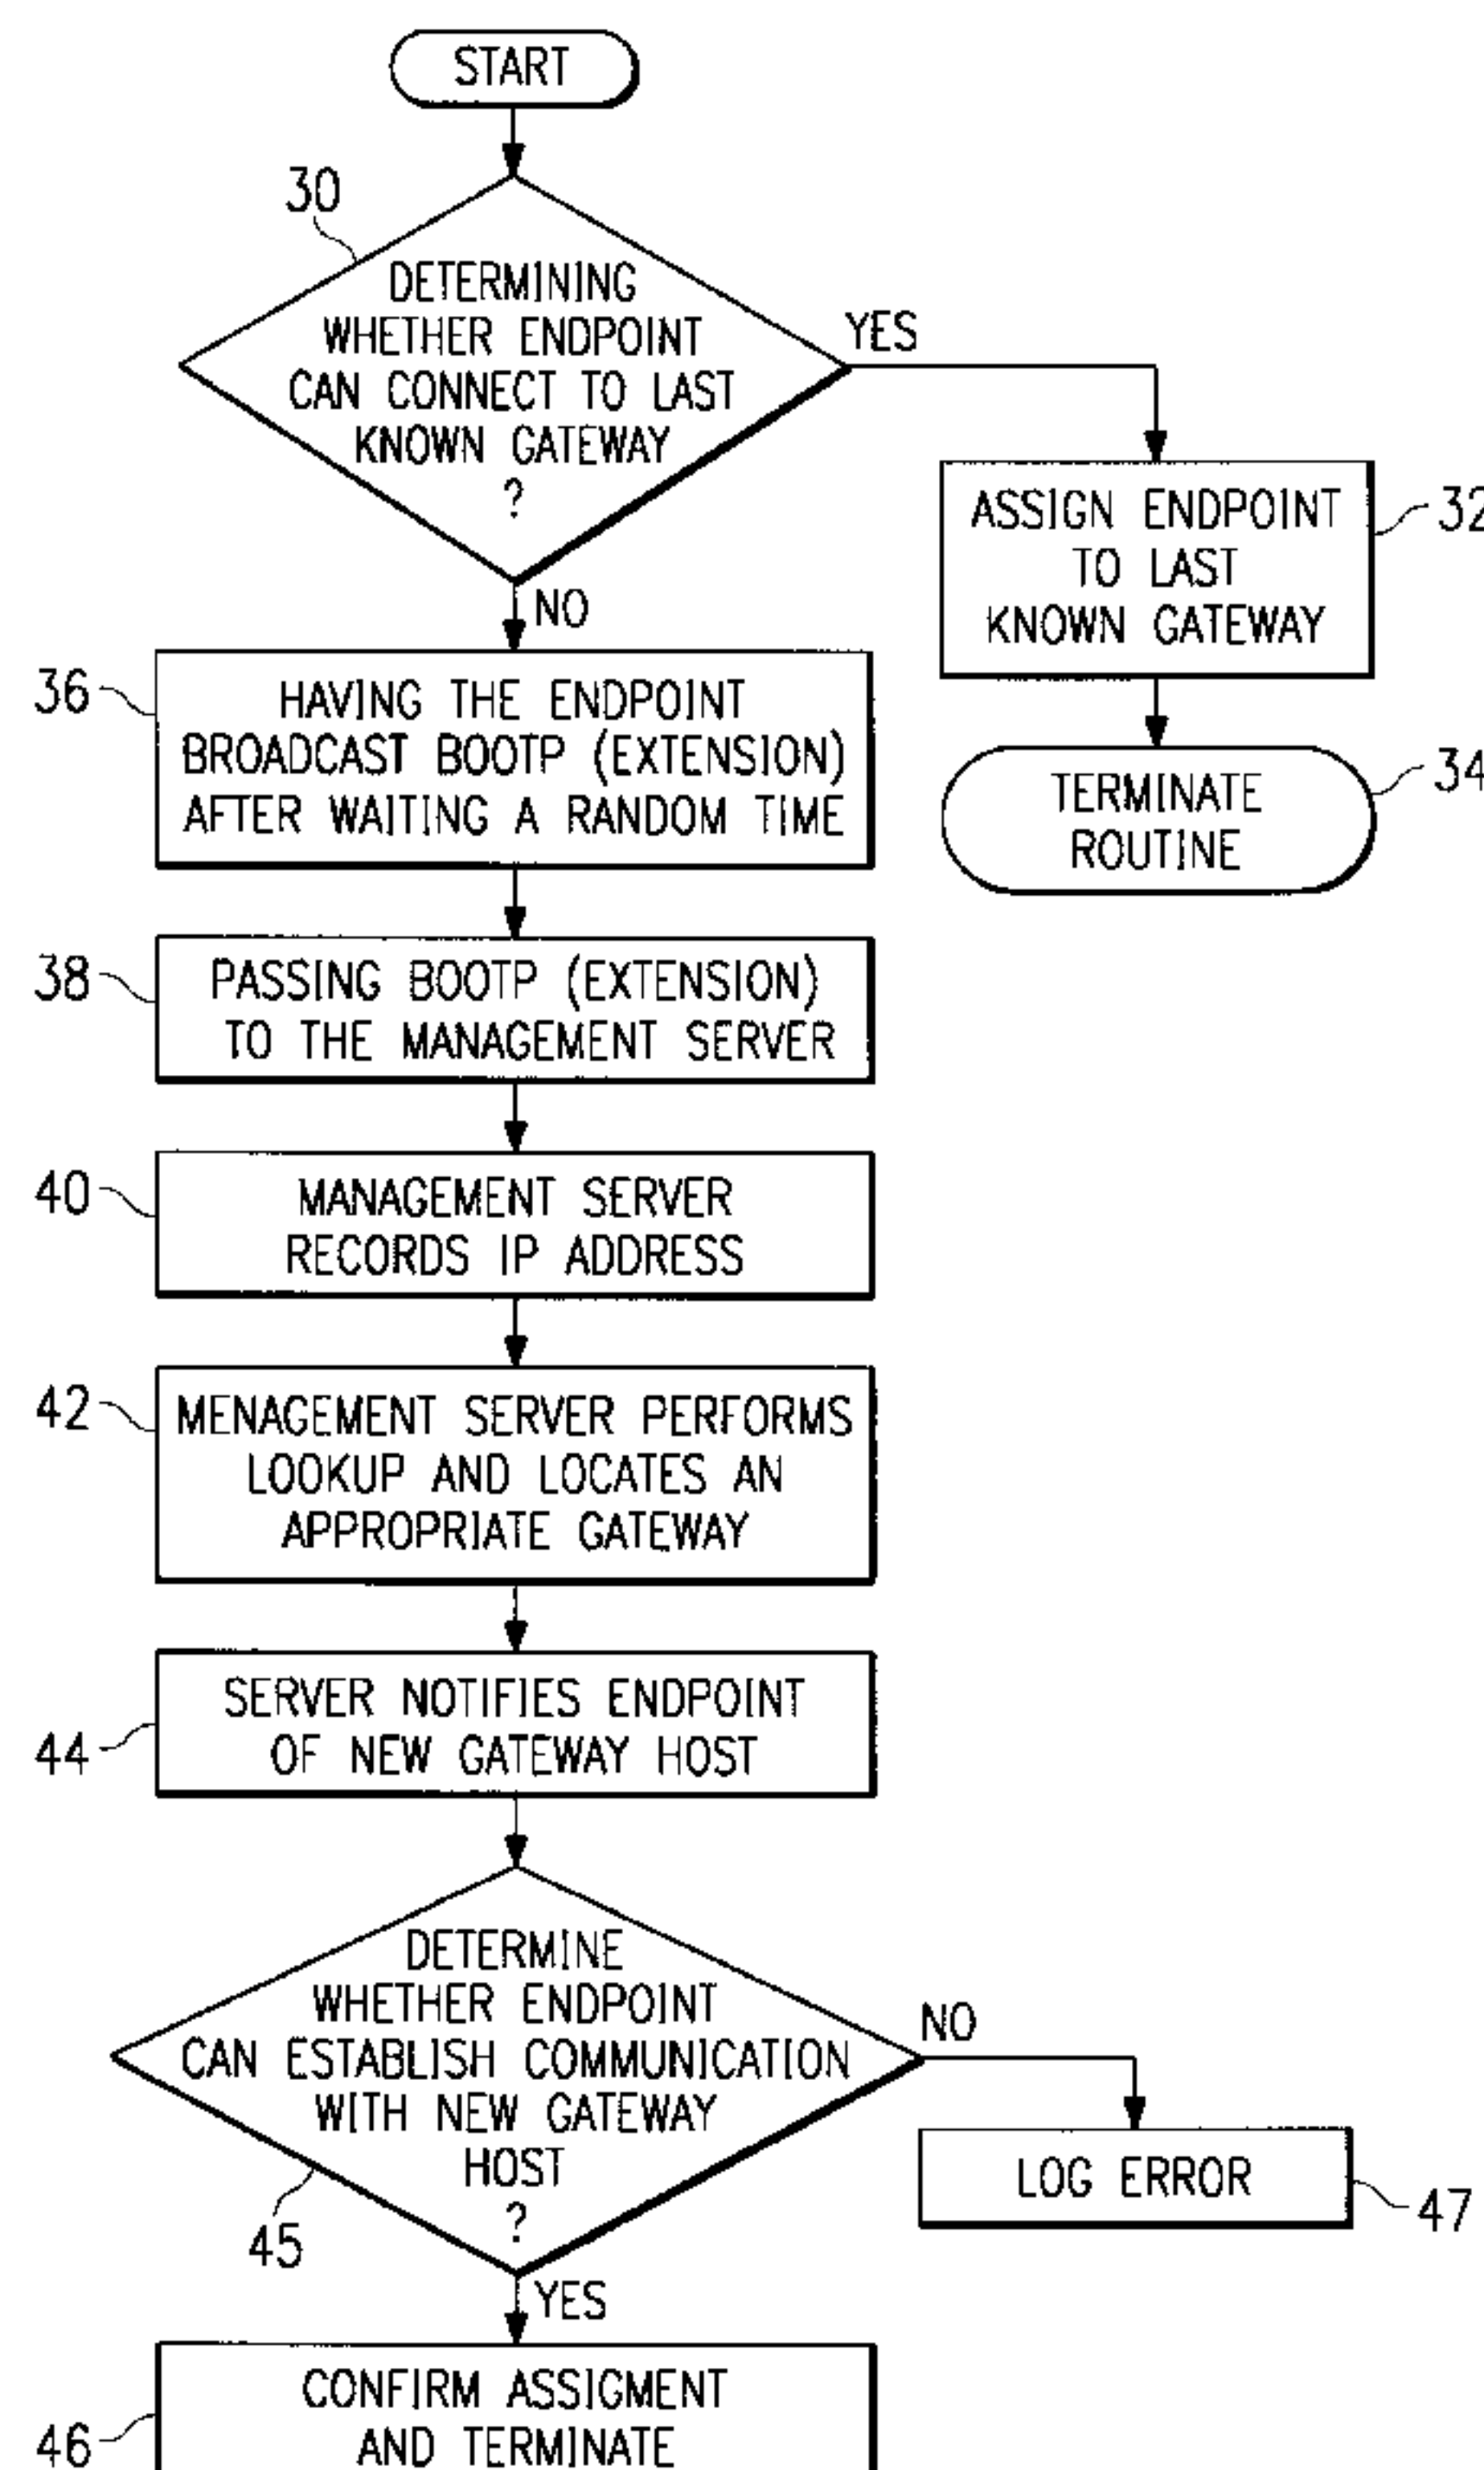 START
30
DETERMINING
WHETHER ENDPOINT
CAN CONNECT TO LAST
KNOWN GATEWAY
?
YES
ASSIGN ENDPOINT
TO LAST
KNOWN GATEWAY
32
TERMINATE
ROUTINE
34
NO
36
HAVING THE ENDPOINT
BROADCAST BOOTP (EXTENSION)
AFTER WAITING A RANDOM TIME
38
PASSING BOOTP (EXTENSION)
TO THE MANAGEMENT SERVER
40
MANAGEMENT SERVER
RECORDS IP ADDRESS
42
MENAGEMENT SERVER PERFORMS
LOOKUP AND LOCATES AN
APPROPRIATE GATEWAY
44
SERVER NOTIFIES ENDPOINT
OF NEW GATEWAY HOST
DETERMINE
WHETHER ENDPOINT
CAN ESTABLISH COMMUNICATION
WITH NEW GATEWAY
HOST
?
45
NO
LOG ERROR
47
YES
46
CONFIRM ASSIGMENT
AND TERMINATE